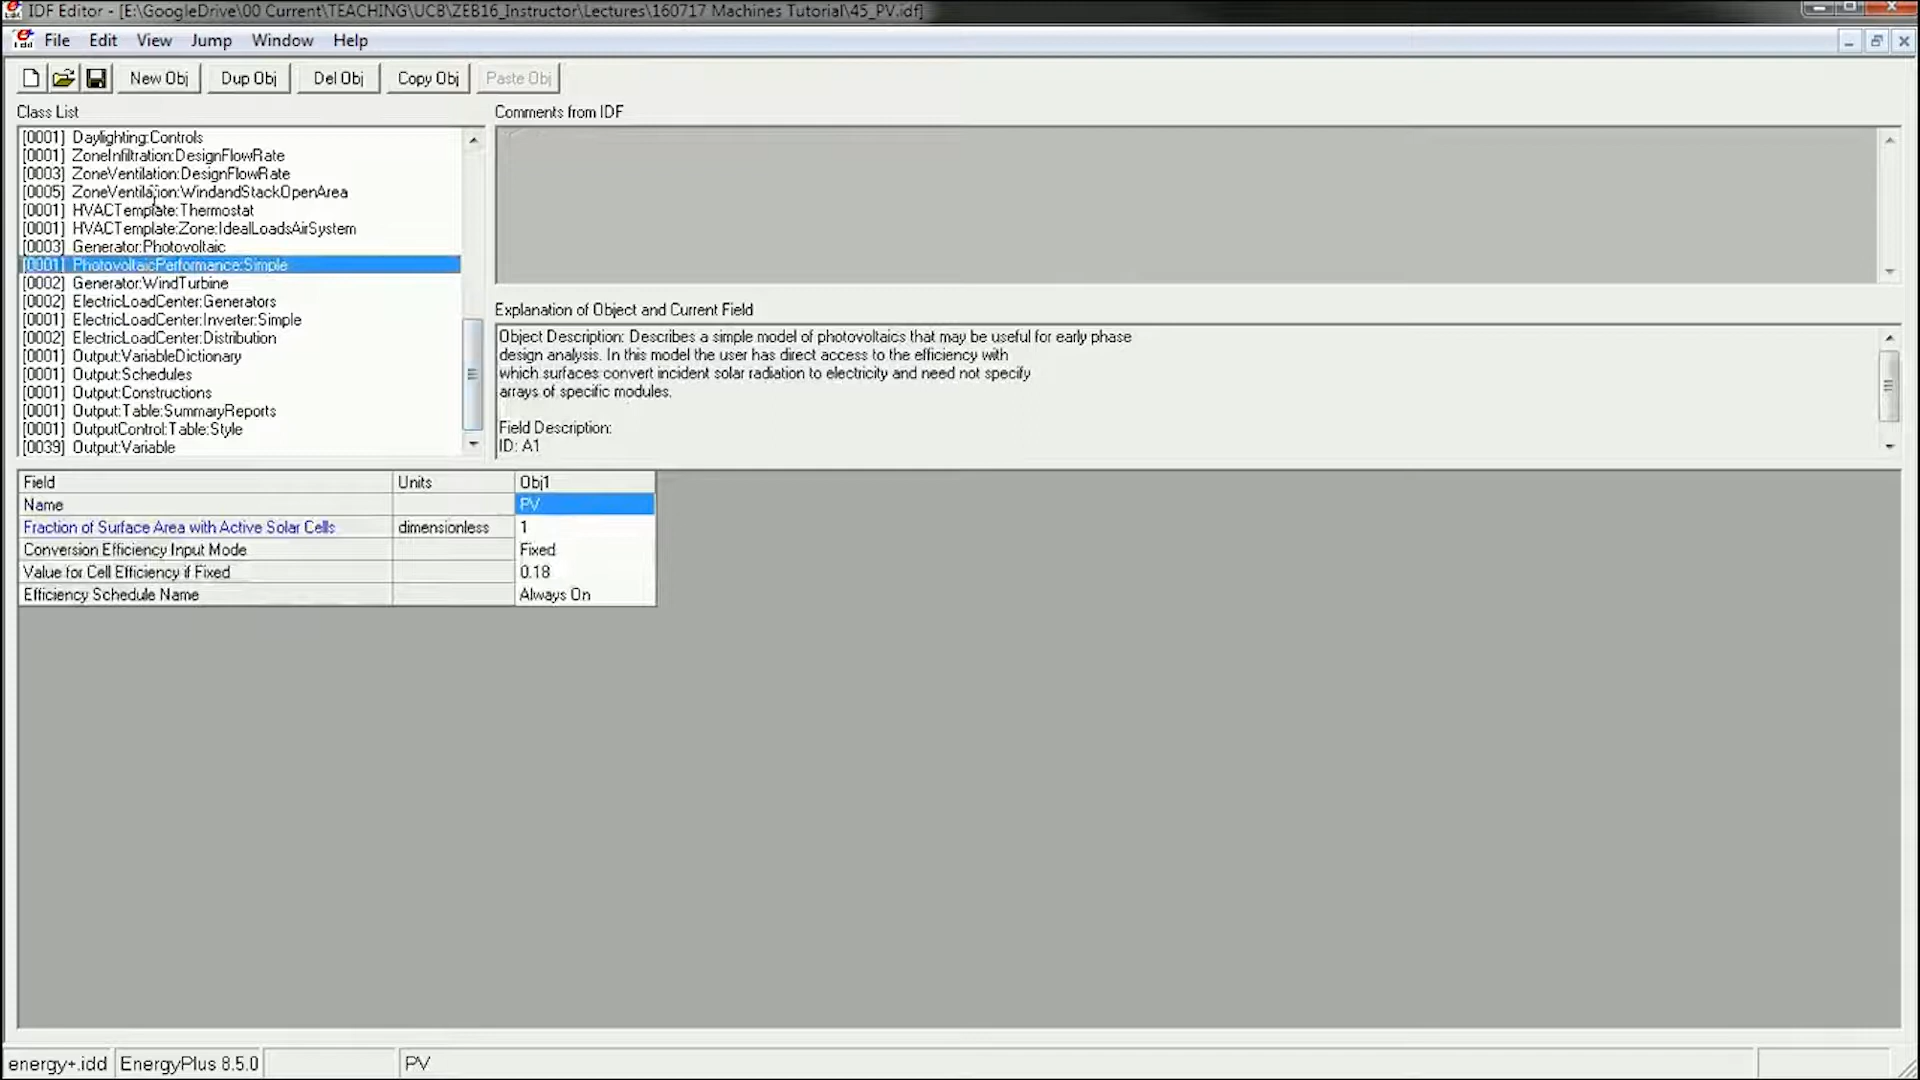 IDF Editor - [E:\GoogleDrive\00 Current\TEACHING\UCB\ZEB16_Instructor\Lectures\160717 Machines Tutorial\45_PV.idf]
File Edit View Jump Window Help
New Obj Dup Obj Del Obj Copy Obj Paste Obj
Class List
Comments from IDF
[0001] Daylighting:Controls
[0001] ZoneInfiltration:DesignFlowRate
[0003] ZoneVentilation:DesignFlowRate
[0005] ZoneVentilation:WindandStackOpenArea
[0001] HVACTemplate:Thermostat
[0001] HVACTemplate:Zone:IdealLoadsAirSystem
[0003] Generator:Photovoltaic
[0001] PhotovoltaicPerformance:Simple
[0002] Generator:WindTurbine
[0002] ElectricLoadCenter:Generators
[0001] ElectricLoadCenter:Inverter:Simple
[0002] ElectricLoadCenter:Distribution
[0001] Output:VariableDictionary
[0001] Output:Schedules
[0001] Output:Constructions
[0001] Output:Table:SummaryReports
[0001] OutputControl:Table:Style
[0039] Output:Variable
Explanation of Object and Current Field
Object Description: Describes a simple model of photovoltaics that may be useful for early phase
design analysis. In this model the user has direct access to the efficiency with
which surfaces convert incident solar radiation to electricity and need not specify
arrays of specific modules.
Field Description:
ID: A1
Field Units Obj1
Name PV
Fraction of Surface Area with Active Solar Cells dimensionless 1
Conversion Efficiency Input Mode Fixed
Value for Cell Efficiency if Fixed 0.18
Efficiency Schedule Name Always On
energy+.idd EnergyPlus 8.5.0 PV